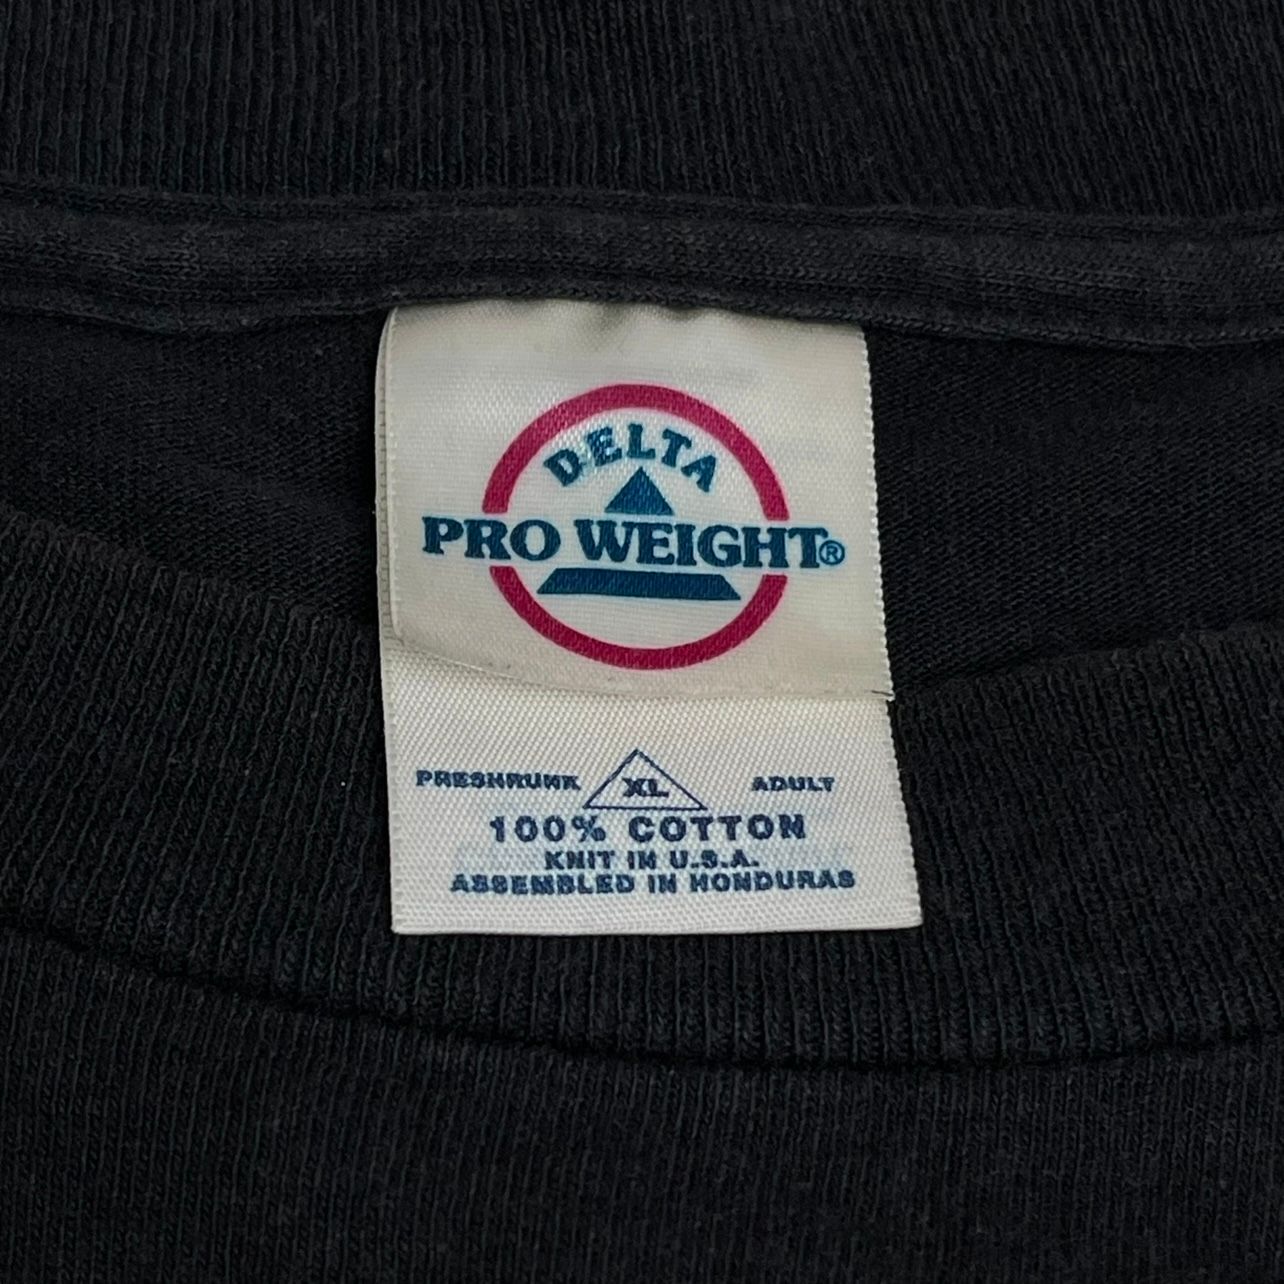 DELTA
PRO WEIGHT®
PRESHRUNK XL ADULT
100% COTTON
KNIT IN U.S.A.
ASSEMBLED IN HONDURAS